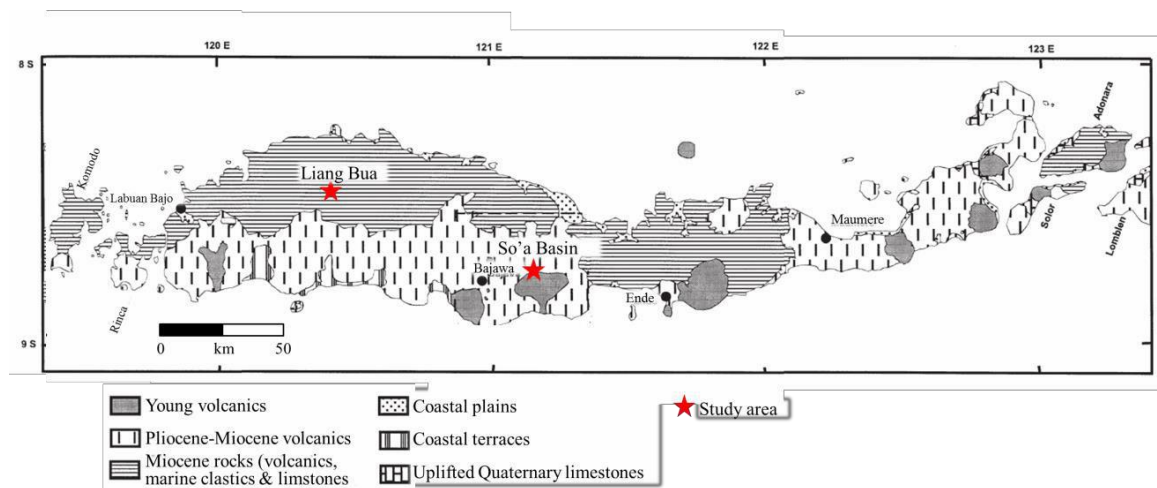 120 E
121 E
122 E
123 E
8 S
Adonara
Komodo
Liang Bua
Labuan Bajo
Maumere
Solor
Lomblen
So'a Basin
Bajawa
Ende
Rinca
0 km 50
9 S
Young volcanics
Coastal plains
Study area
Pliocene-Miocene volcanics
Coastal terraces
Miocene rocks (volcanics,
marine clastics & limstones
Uplifted Quaternary limestones